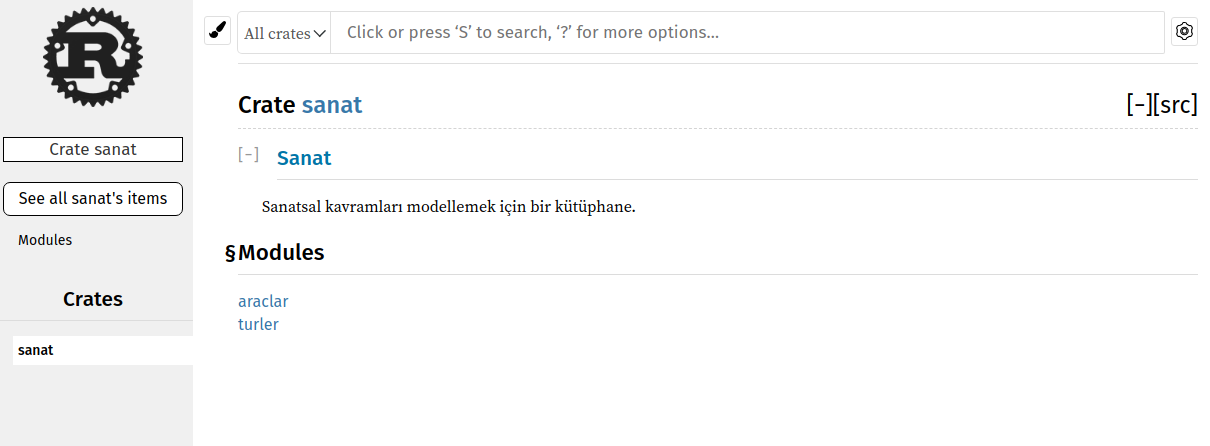 R
Crate sanat
See all sanat's items
Modules
Crates
sanat
All crates
Click or press ‘S’ to search, ‘?’ for more options…
Crate sanat
[−][src]
[−]
Sanat
Sanatsal kavramları modellemek için bir kütüphane.
§Modules
araclar
turler